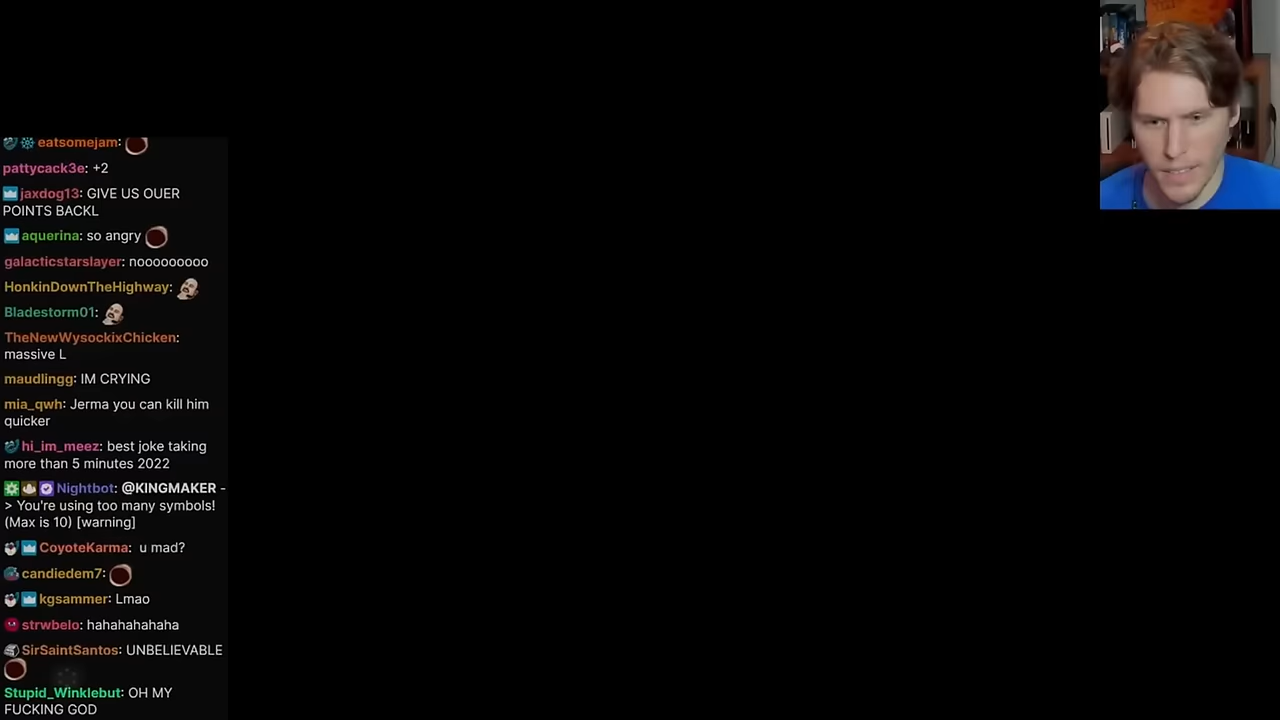 eatsomejam:
pattycack3e: +2
jaxdog13: GIVE US OUER
POINTS BACKL
aquerina: so angry
galacticstarslayer: nooooooooo
HonkinDownTheHighway:
Bladestorm01:
TheNewWysockixChicken:
massive L
maudlingg: IM CRYING
mia_qwh: Jerma you can kill him
quicker
hi_im_meez: best joke taking
more than 5 minutes 2022
Nightbot: @KINGMAKER -
> You're using too many symbols!
(Max is 10) [warning]
CoyoteKarma: u mad?
candiedem7:
kgsammer: Lmao
strwbelo: hahahahahaha
SirSaintSantos: UNBELIEVABLE
Stupid_Winklebut: OH MY
FUCKING GOD